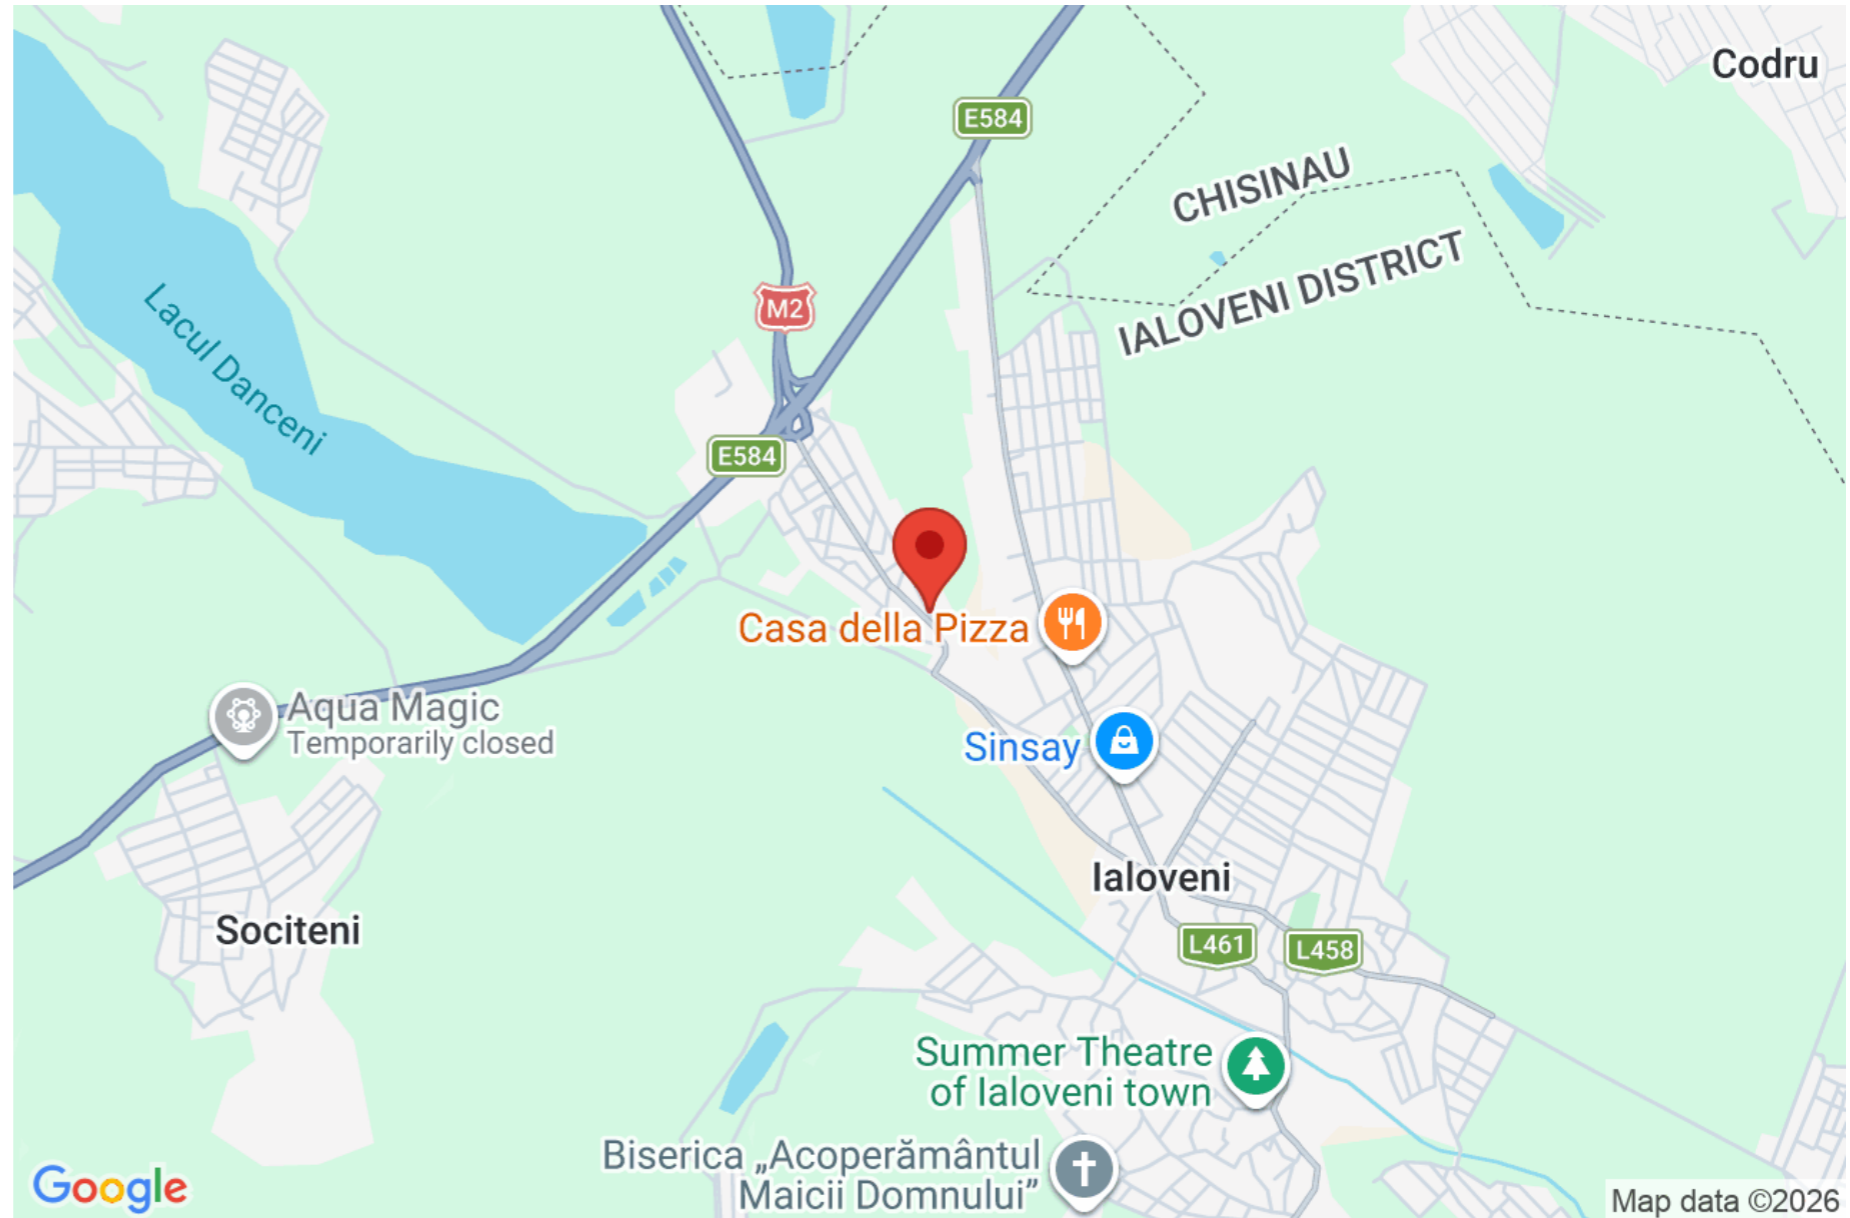 Codru
E584
CHISINAU
IALOVENI DISTRICT
M2
Lacul Danceni
E584
Casa della Pizza
Aqua Magic
Temporarily closed
Sinsay
Ialoveni
Sociteni
L461
L458
Summer Theatre
of Ialoveni town
Biserica „Acoperământul
Maicii Domnului”
Google
Map data ©2026